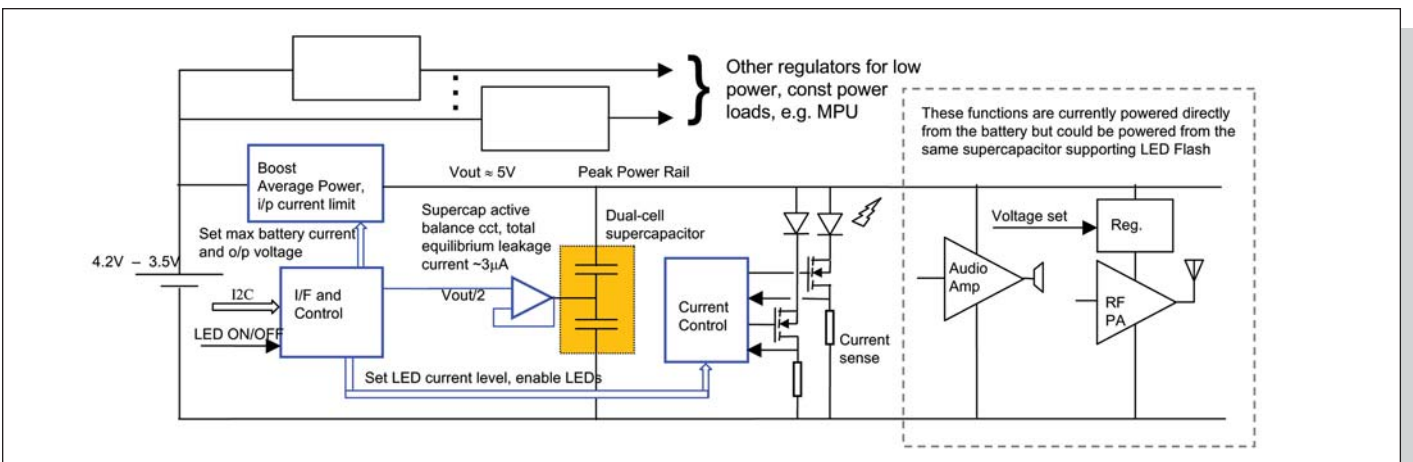 Other regulators for low
power, const power
loads, e.g. MPU
These functions are currently powered directly
from the battery but could be powered from the
same supercapacitor supporting LED Flash
Boost
Average Power,
i/p current limit
Vout ≈ 5V
Peak Power Rail
Supercap active
balance cct, total
equilibrium leakage
current ~3µA
Dual-cell
supercapacitor
Voltage set
Reg.
Set max battery current
and o/p voltage
4.2V – 3.5V
I2C
I/F and
Control
LED ON/OFF
Vout/2
Current
Control
Current
sense
Audio
Amp
RF
PA
Set LED current level, enable LEDs